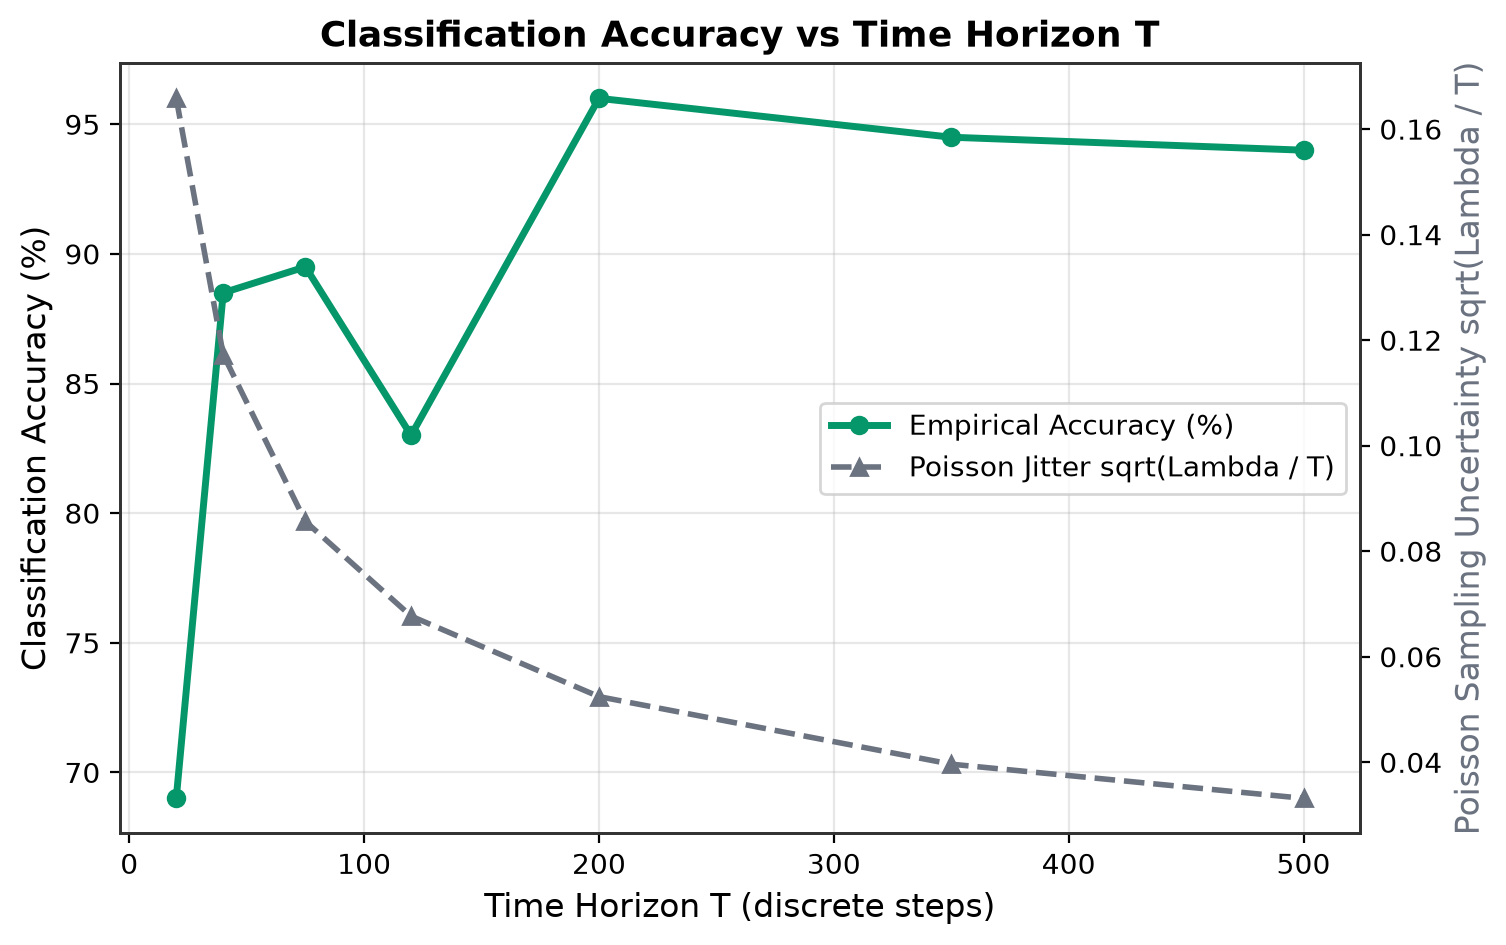 Classification Accuracy vs Time Horizon T
Classification Accuracy (%)
95
90
85
80
75
70
Empirical Accuracy (%)
Poisson Jitter sqrt(Lambda / T)
0.16
0.14
0.12
0.10
0.08
0.06
0.04
Poisson Sampling Uncertainty sqrt(Lambda / T)
0 100 200 300 400 500
Time Horizon T (discrete steps)